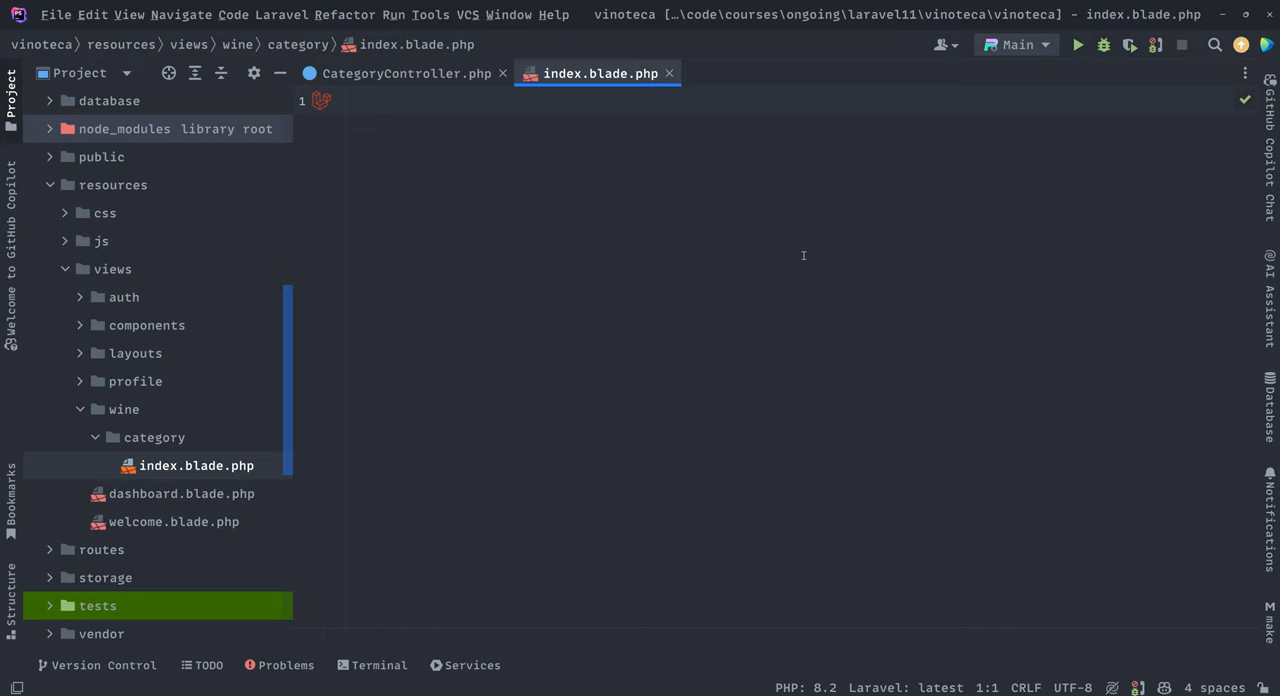 File Edit View Navigate Code Laravel Refactor Run Tools VCS Window Help vinoteca […\code\courses\ongoing\laravel11\vinoteca\vinoteca] - index.blade.php
vinoteca resources views wine category index.blade.php
Main
Project
CategoryController.php
index.blade.php
1
database
node_modules library root
public
resources
css
js
views
auth
components
layouts
profile
wine
category
index.blade.php
dashboard.blade.php
welcome.blade.php
routes
storage
tests
vendor
Project
Welcome to GitHub Copilot
Bookmarks
Structure
GitHub Copilot Chat
AI Assistant
Database
Notifications
M make
Version Control TODO Problems Terminal Services
PHP: 8.2 Laravel: latest 1:1 CRLF UTF-8 4 spaces